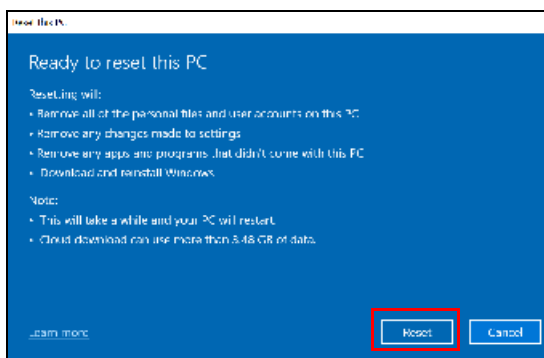 Reset this PC
Ready to reset this PC
Resetting will:
• Remove all of the personal files and user accounts on this PC
• Remove any changes made to settings
• Remove any apps and programs that didn't come with this PC
• Download and reinstall Windows
Note:
• This will take a while and your PC will restart.
• Cloud download can use more than 3.48 GB of data.
Learn more
Reset
Cancel